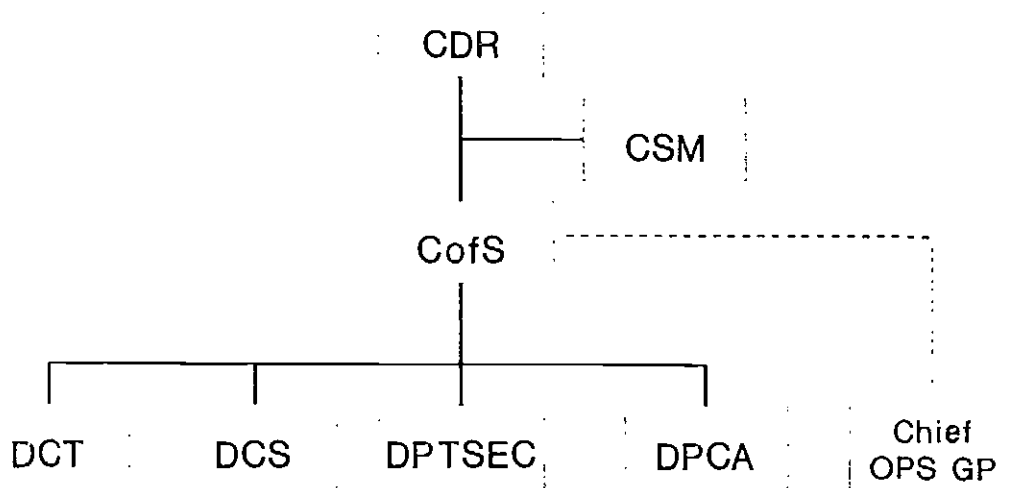 CDR
CSM
CofS
DCT
DCS
DPTSEC
DPCA
Chief
OPS GP